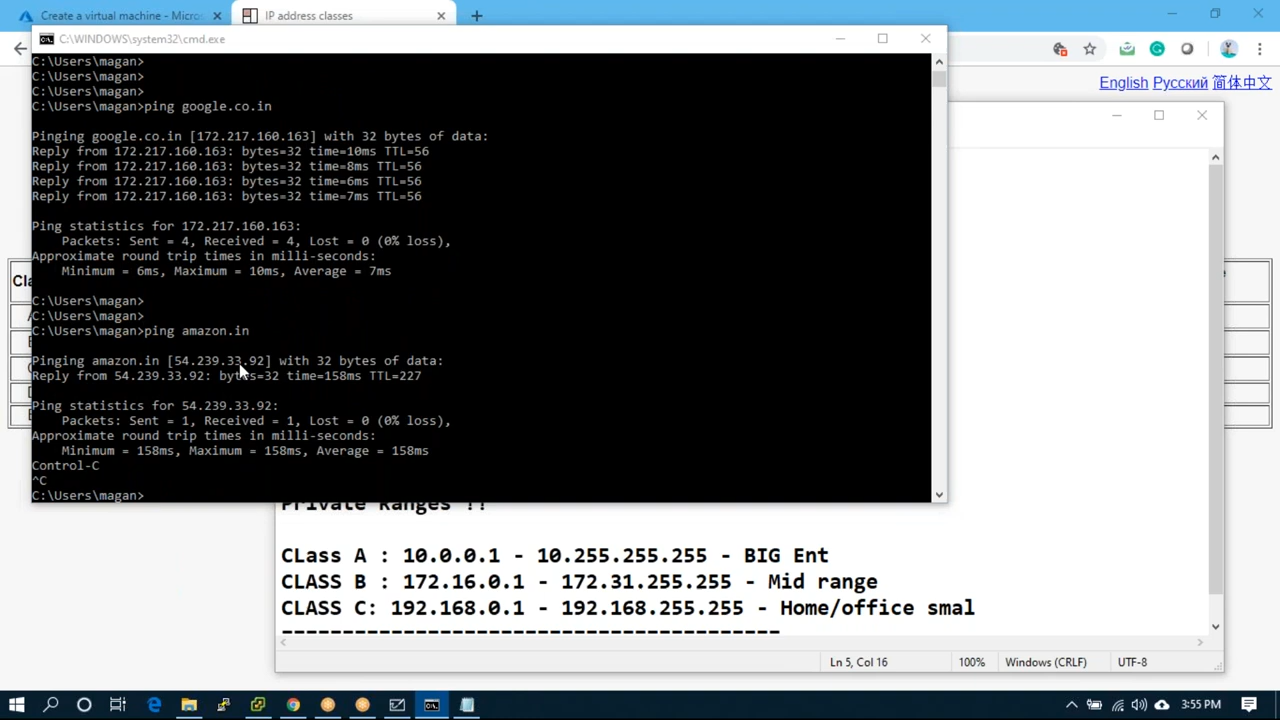 Create a virtual machine - Micros
IP address classes
English Русский 简体中文
C:\WINDOWS\system32\cmd.exe
C:\Users\magan>
C:\Users\magan>
C:\Users\magan>
C:\Users\magan>ping google.co.in
Pinging google.co.in [172.217.160.163] with 32 bytes of data:
Reply from 172.217.160.163: bytes=32 time=10ms TTL=56
Reply from 172.217.160.163: bytes=32 time=8ms TTL=56
Reply from 172.217.160.163: bytes=32 time=6ms TTL=56
Reply from 172.217.160.163: bytes=32 time=7ms TTL=56
Ping statistics for 172.217.160.163:
Packets: Sent = 4, Received = 4, Lost = 0 (0% loss),
Approximate round trip times in milli-seconds:
Minimum = 6ms, Maximum = 10ms, Average = 7ms
C:\Users\magan>
C:\Users\magan>
C:\Users\magan>ping amazon.in
Pinging amazon.in [54.239.33.92] with 32 bytes of data:
Reply from 54.239.33.92: bytes=32 time=158ms TTL=227
Ping statistics for 54.239.33.92:
Packets: Sent = 1, Received = 1, Lost = 0 (0% loss),
Approximate round trip times in milli-seconds:
Minimum = 158ms, Maximum = 158ms, Average = 158ms
Control-C
^C
C:\Users\magan>
Private Ranges !!
CLass A : 10.0.0.1 - 10.255.255.255 - BIG Ent
CLASS B : 172.16.0.1 - 172.31.255.255 - Mid range
CLASS C: 192.168.0.1 - 192.168.255.255 - Home/office smal
-----------------------------------------
Ln 5, Col 16 100% Windows (CRLF) UTF-8
3:55 PM